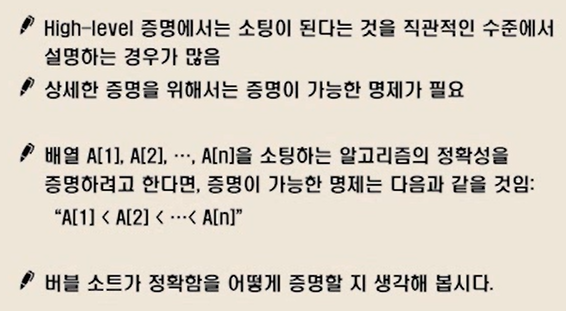 High-level 증명에서는 소팅이 된다는 것을 직관적인 수준에서
설명하는 경우가 많음
상세한 증명을 위해서는 증명이 가능한 명제가 필요
배열 A[1], A[2], …, A[n]을 소팅하는 알고리즘의 정확성을
증명하려고 한다면, 증명이 가능한 명제는 다음과 같을 것임:
“A[1] < A[2] < …< A[n]”
버블 소트가 정확함을 어떻게 증명할 지 생각해 봅시다.